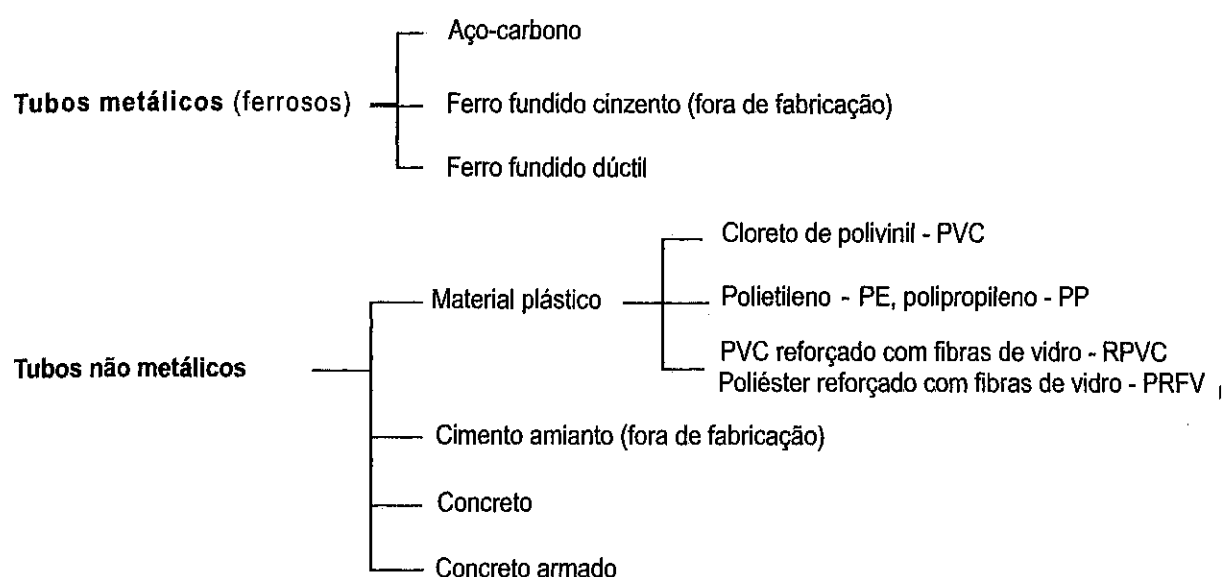 Aço-carbono
Tubos metálicos (ferrosos)
Ferro fundido cinzento (fora de fabricação)
Ferro fundido dúctil
Cloreto de polivinil - PVC
Material plástico
Polietileno - PE, polipropileno - PP
PVC reforçado com fibras de vidro - RPVC
Tubos não metálicos
Poliéster reforçado com fibras de vidro - PRFV
Cimento amianto (fora de fabricação)
Concreto
Concreto armado